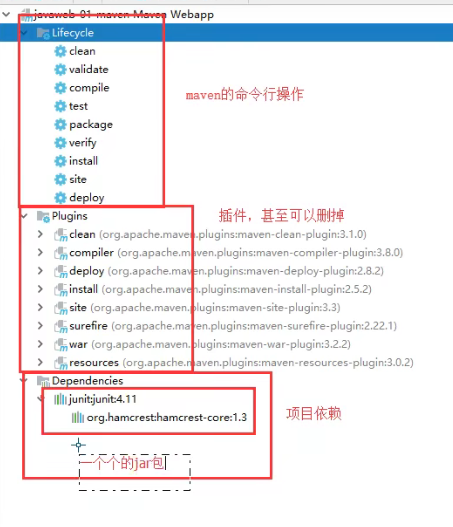 javaweb-01-maven Maven Webapp
Lifecycle
clean
validate
compile
test
package
verify
install
site
deploy
maven的命令行操作
Plugins
插件，甚至可以删掉
clean (org.apache.maven.plugins:maven-clean-plugin:3.1.0)
compiler (org.apache.maven.plugins:maven-compiler-plugin:3.8.0)
deploy (org.apache.maven.plugins:maven-deploy-plugin:2.8.2)
install (org.apache.maven.plugins:maven-install-plugin:2.5.2)
site (org.apache.maven.plugins:maven-site-plugin:3.3)
surefire (org.apache.maven.plugins:maven-surefire-plugin:2.22.1)
war (org.apache.maven.plugins:maven-war-plugin:3.2.2)
resources (org.apache.maven.plugins:maven-resources-plugin:3.0.2)
Dependencies
junit:junit:4.11
org.hamcrest:hamcrest-core:1.3
项目依赖
一个个的jar包